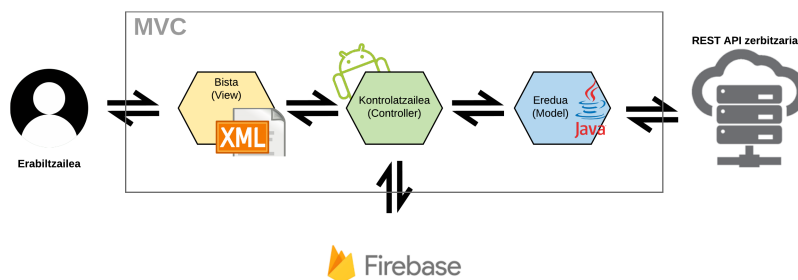 MVC
REST API zerbitzaria
Bista
(View)
XML
Kontrolatzailea
(Controller)
Eredua
(Model)
Java
Erabiltzailea
Firebase